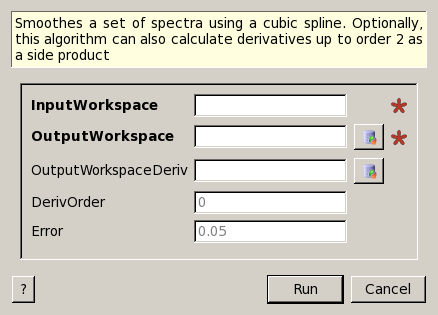 Smoothes a set of spectra using a cubic spline. Optionally,
this algorithm can also calculate derivatives up to order 2 as
a side product
InputWorkspace
OutputWorkspace
OutputWorkspaceDeriv
DerivOrder 0
Error 0.05
? Run Cancel